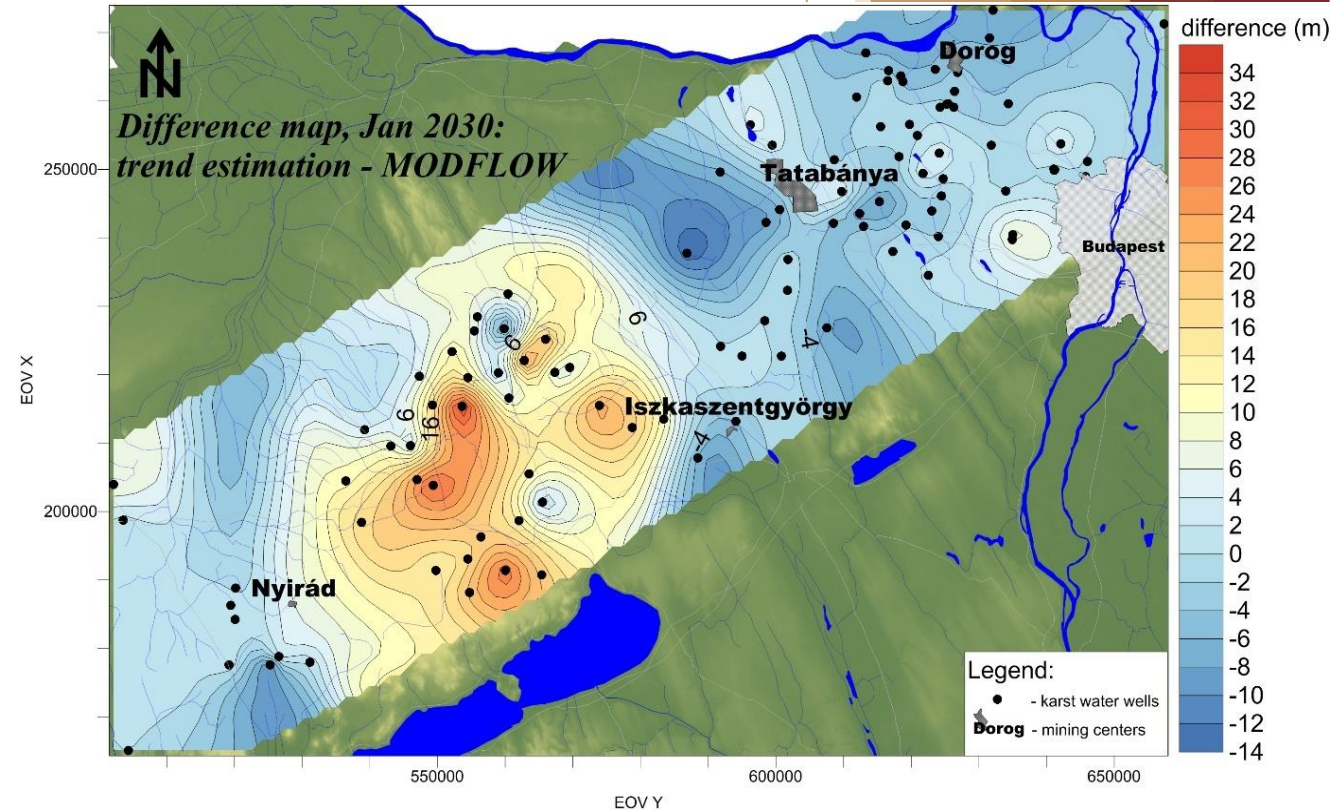 N
Difference map, Jan 2030:
trend estimation - MODFLOW
difference (m)
34
32
30
28
26
24
22
20
18
16
14
12
10
8
6
4
2
0
-2
-4
-6
-8
-10
-12
-14
Dorog
Tatabánya
Budapest
Iszkaszentgyörgy
Nyirád
6
6
-4
6
16
-4
EOV X
250000
200000
550000
600000
650000
EOV Y
Legend:
- karst water wells
Dorog - mining centers